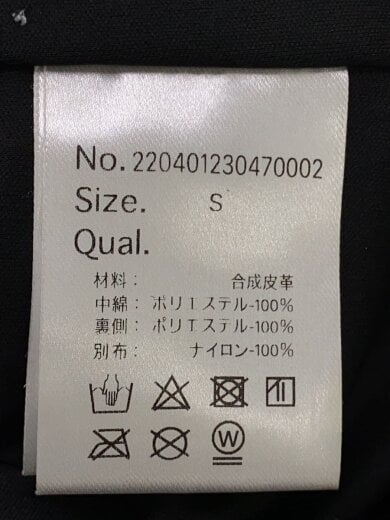 No. 220401230470002
Size. S
Qual.
材料： 合成皮革
中綿： ポリエステル-100%
裏側： ポリエステル-100%
別布： ナイロン-100%
W